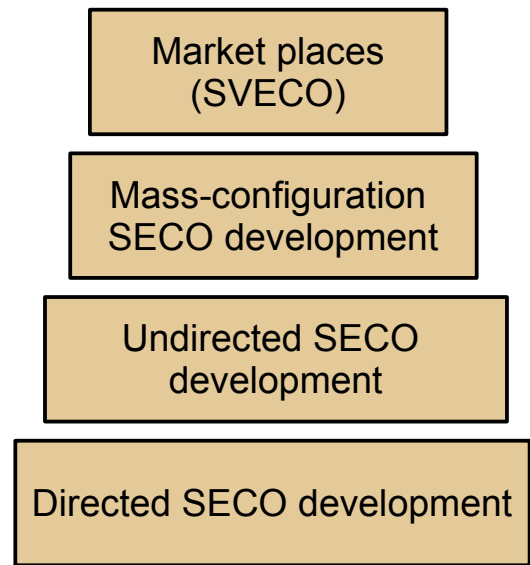 Market places
(SVECO)
Mass-configuration
SECO development
Undirected SECO
development
Directed SECO development